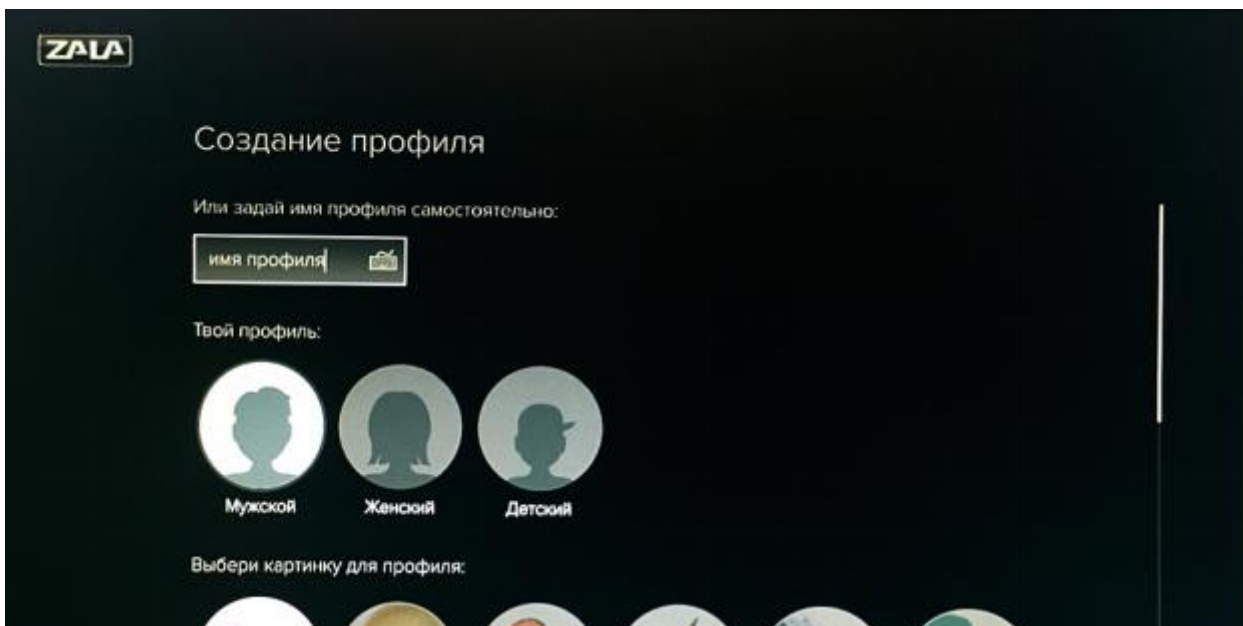 ZALA
Создание профиля
Или задай имя профиля самостоятельно:
имя профиля
Твой профиль:
Мужской Женский Детский
Выбери картинку для профиля: